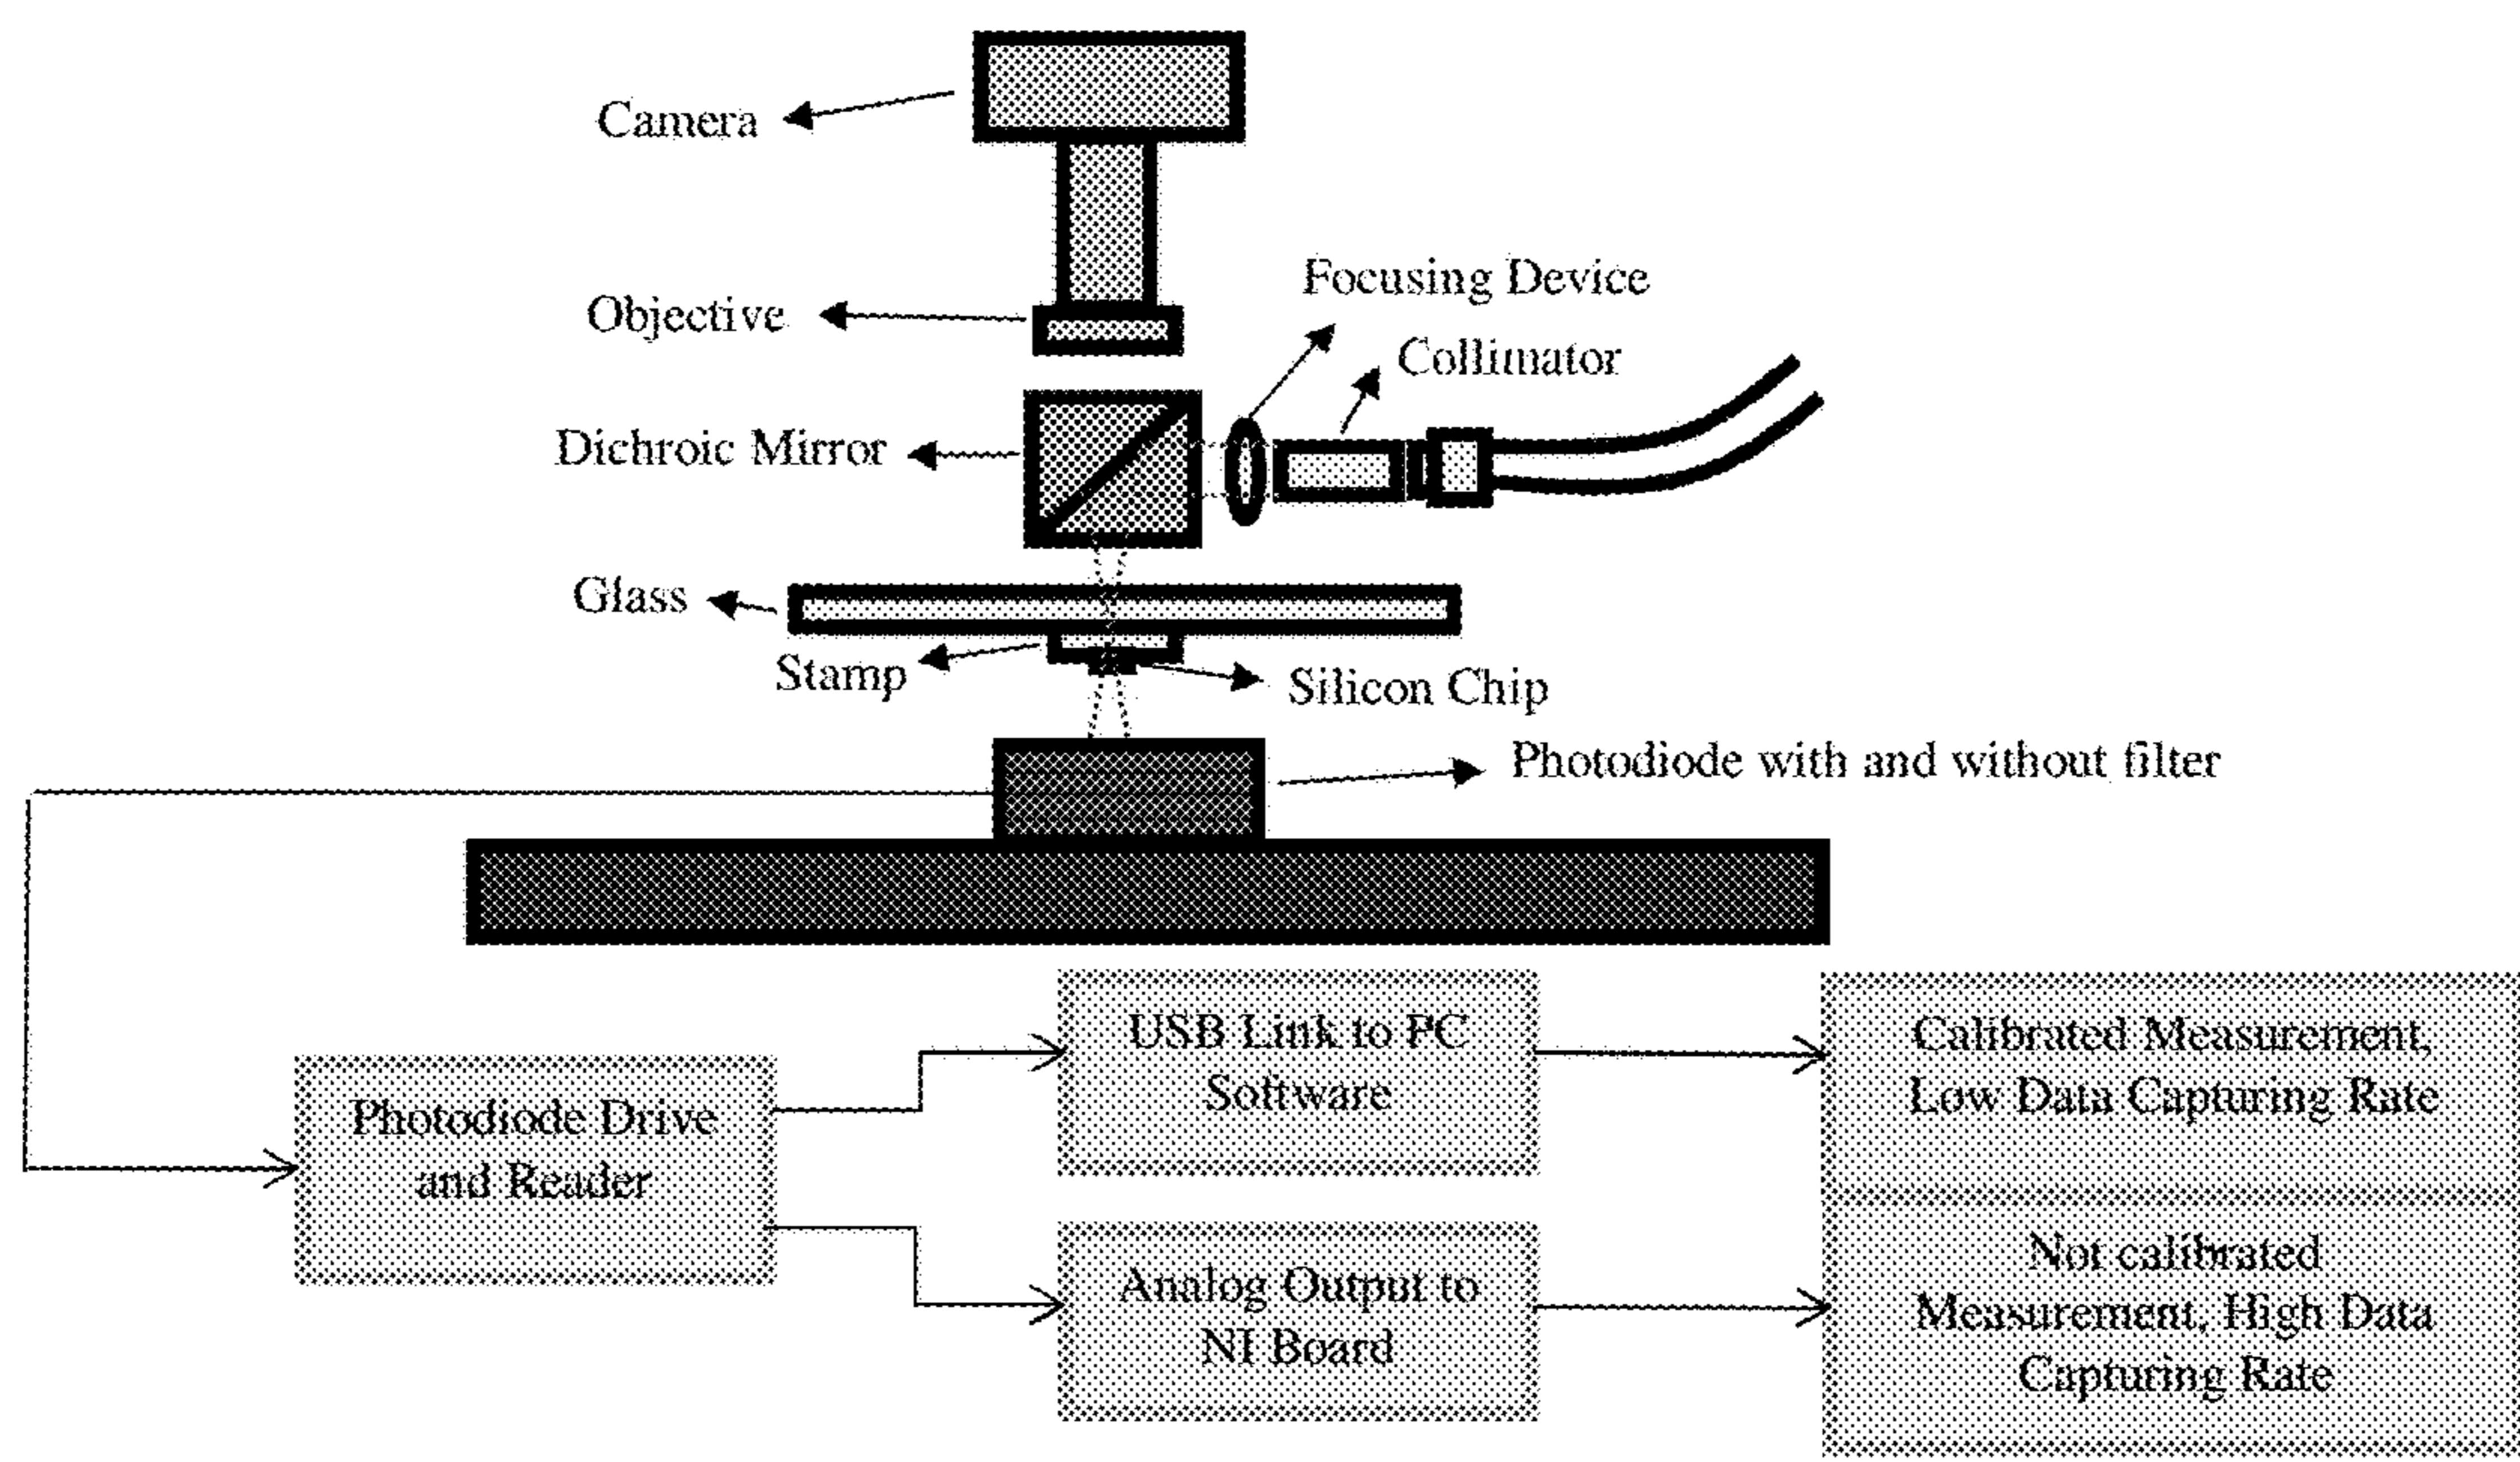 Camera
Focusing Device
Objective
Collimator
Dichroic Mirror
Glass
Stamp
Silicon Chip
Photodiode with and without filter
USB Link to PC
Software
Calibrated Measurement,
Low Data Capturing Rate
Photodiode Drive
and Reader
Analog Output to
NI Board
Not calibrated
Measurement, High Data
Capturing Rate